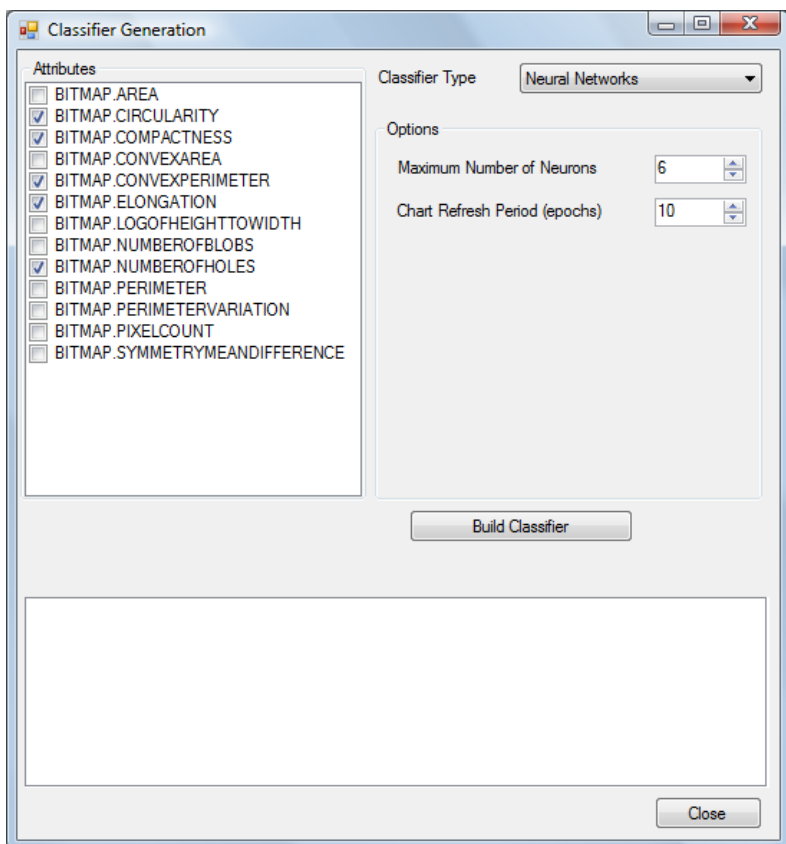 Classifier Generation
Attributes
BITMAP.AREA
BITMAP.CIRCULARITY
BITMAP.COMPACTNESS
BITMAP.CONVEXAREA
BITMAP.CONVEXPERIMETER
BITMAP.ELONGATION
BITMAP.LOGOFHEIGHTTOWIDTH
BITMAP.NUMBEROFBLOBS
BITMAP.NUMBEROFHOLES
BITMAP.PERIMETER
BITMAP.PERIMETERVARIATION
BITMAP.PIXELCOUNT
BITMAP.SYMMETRYMEANDIFFERENCE
Classifier Type Neural Networks
Options
Maximum Number of Neurons 6
Chart Refresh Period (epochs) 10
Build Classifier
Close